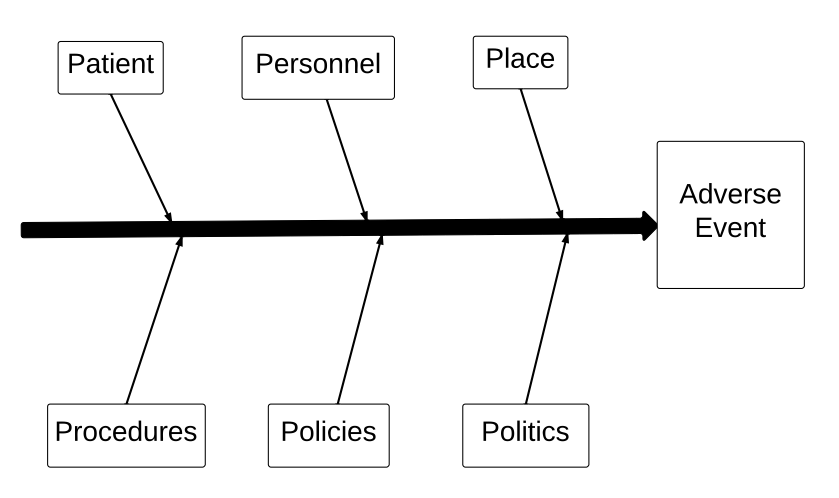 Patient
Personnel
Place
Adverse
Event
Procedures
Policies
Politics